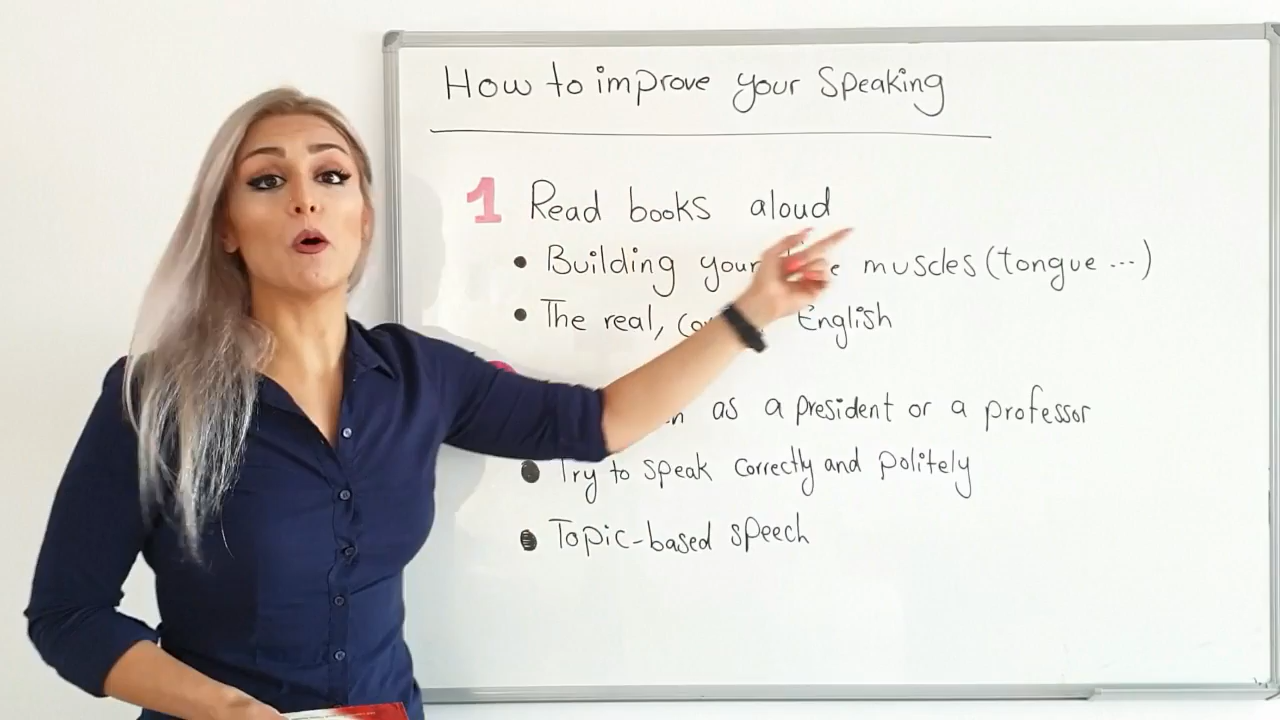 How to improve your Speaking
1 Read books aloud
• Building your muscles (tongue ...)
• The real, English
as a president or a professor
• Try to speak correctly and politely
• Topic-based speech